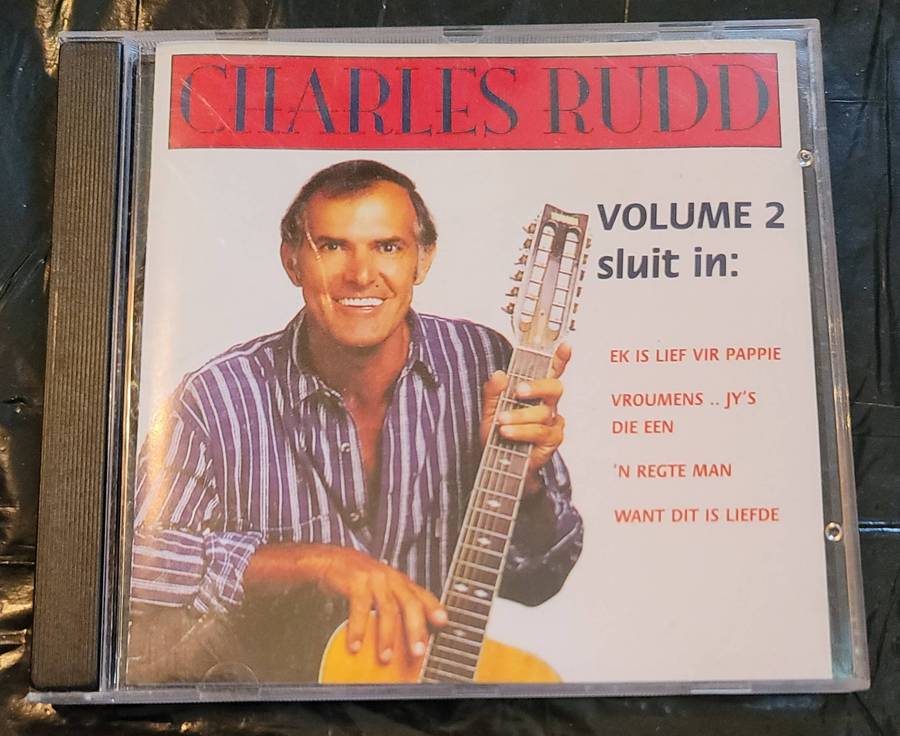 CHARLES RUDD
VOLUME 2
sluit in:
EK IS LIEF VIR PAPPIE
VROUMENS .. JY'S
DIE EEN
'N REGTE MAN
WANT DIT IS LIEFDE